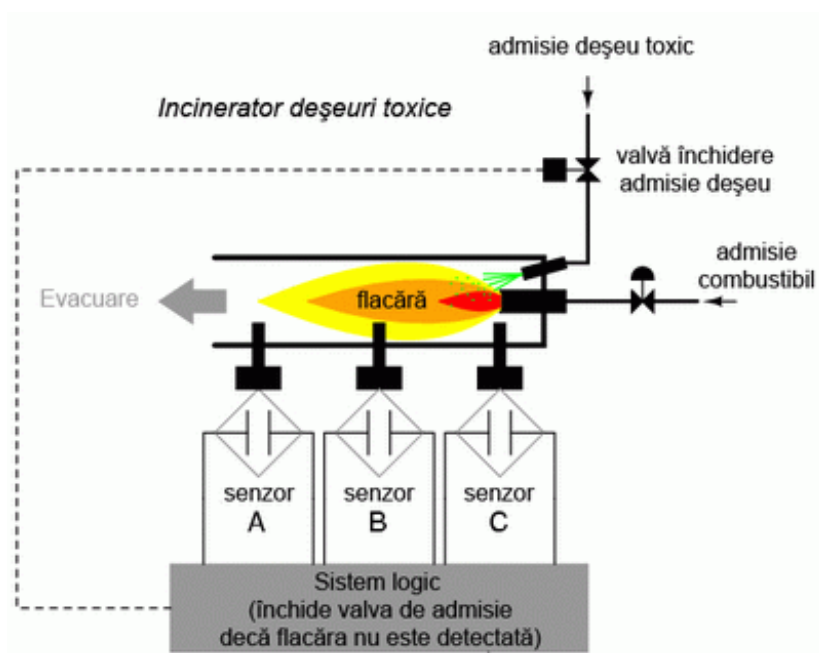 admisie deşeu toxic
Incinerator deşeuri toxice
valvă închidere
admisie deşeu
admisie
combustibil
Evacuare
flacără
senzor
A
senzor
B
senzor
C
Sistem logic
(închide valva de admisie
decă flacăra nu este detectată)